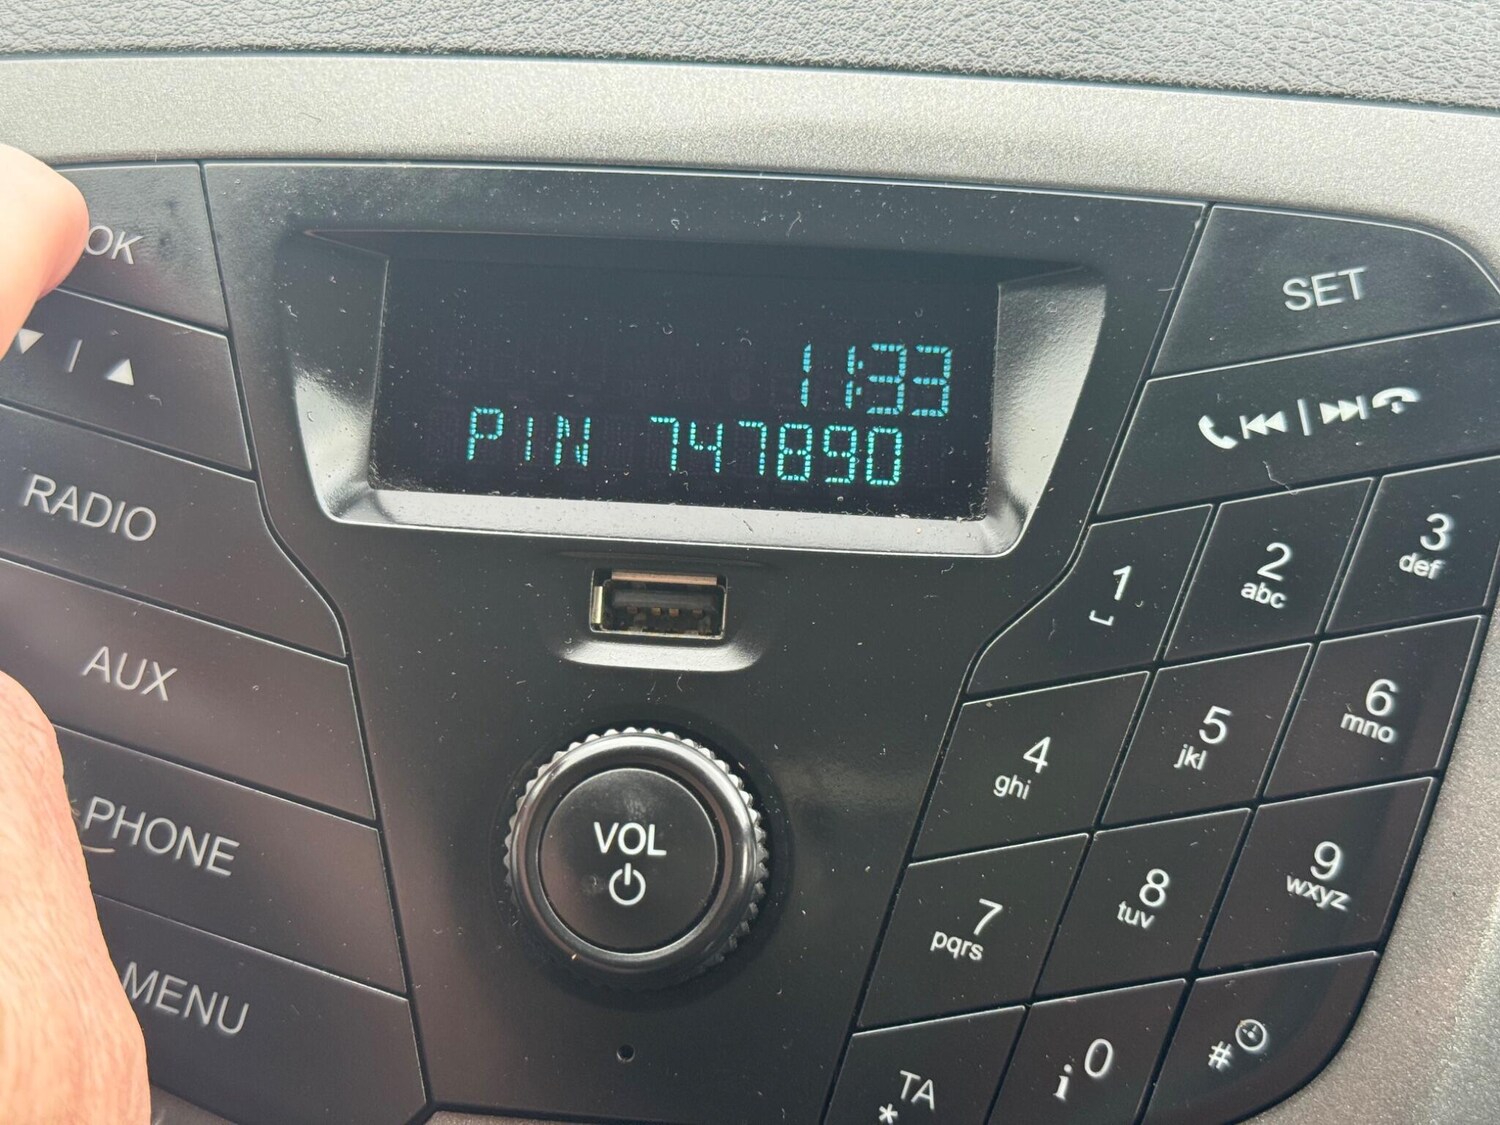 OK
RADIO
AUX
PHONE
MENU
11:33
PIN 747890
VOL
SET
1
2
abc
3
def
4
ghi
5
jkl
6
mno
7
pqrs
8
tuv
9
wxyz
TA
*
i 0
#